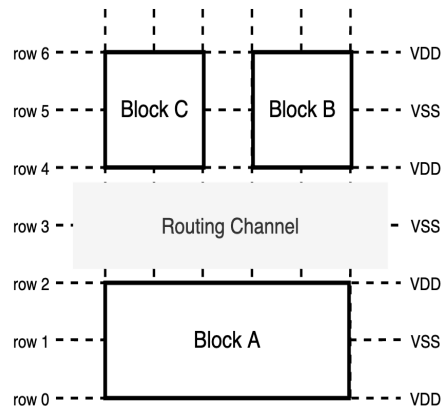 row 6 VDD
row 5 Block C Block B VSS
row 4 VDD
row 3 Routing Channel VSS
row 2 VDD
row 1 Block A VSS
row 0 VDD